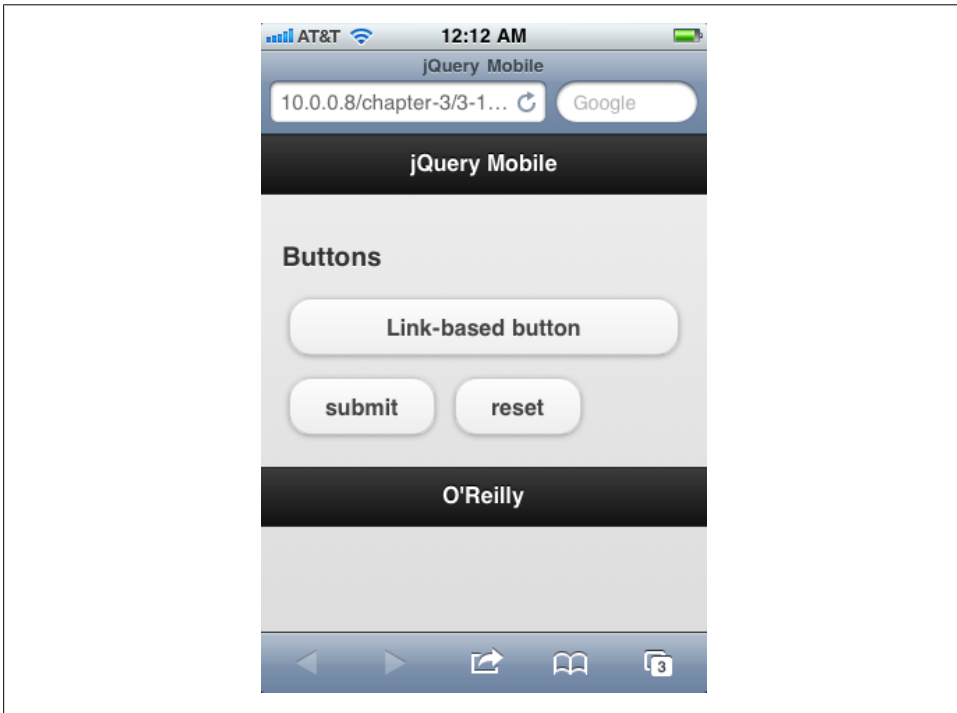 AT&T 12:12 AM
jQuery Mobile
10.0.0.8/chapter-3/3-1... Google
jQuery Mobile
Buttons
Link-based button
submit reset
O'Reilly
3